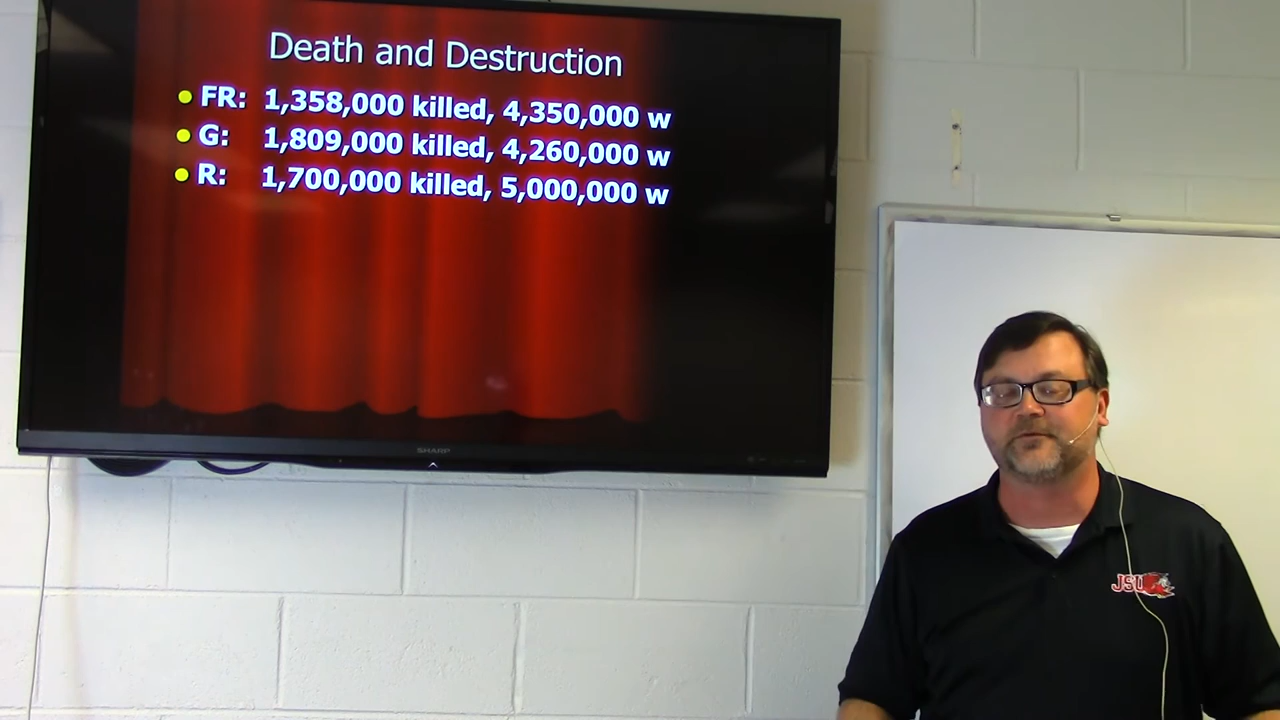 Death and Destruction
FR: 1,358,000 killed, 4,350,000 w
G: 1,809,000 killed, 4,260,000 w
R: 1,700,000 killed, 5,000,000 w
SHARP
JSU